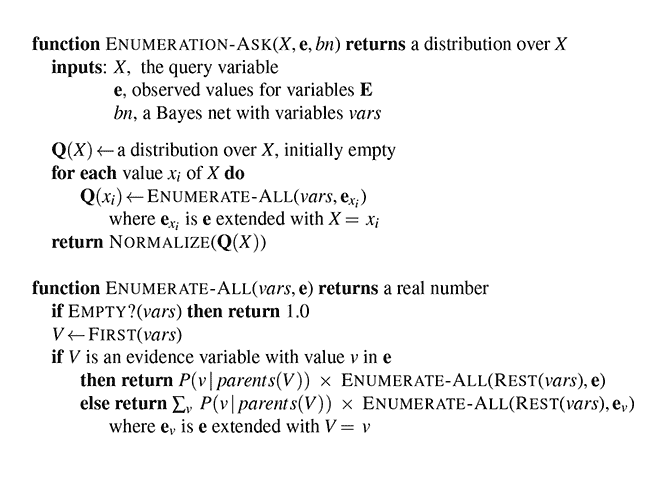 function ENUMERATION-ASK(X, e, bn) returns a distribution over X
inputs: X, the query variable
e, observed values for variables E
bn, a Bayes net with variables vars
Q(X) ← a distribution over X, initially empty
for each value xᵢ of X do
Q(xᵢ) ← ENUMERATE-ALL(vars, e_{xᵢ})
where e_{xᵢ} is e extended with X = xᵢ
return NORMALIZE(Q(X))
function ENUMERATE-ALL(vars, e) returns a real number
if EMPTY?(vars) then return 1.0
V ← FIRST(vars)
if V is an evidence variable with value v in e
then return P(v | parents(V)) × ENUMERATE-ALL(REST(vars), e)
else return ∑ᵥ P(v | parents(V)) × ENUMERATE-ALL(REST(vars), eᵥ)
where eᵥ is e extended with V = v